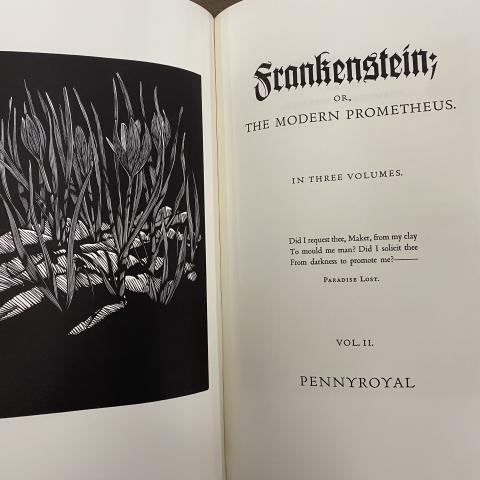 Frankenstein;
OR,
THE MODERN PROMETHEUS.
IN THREE VOLUMES.
Did I request thee, Maker, from my clay
To mould me man? Did I solicit thee
From darkness to promote me?——
PARADISE LOST.
VOL. II.
PENNYROYAL